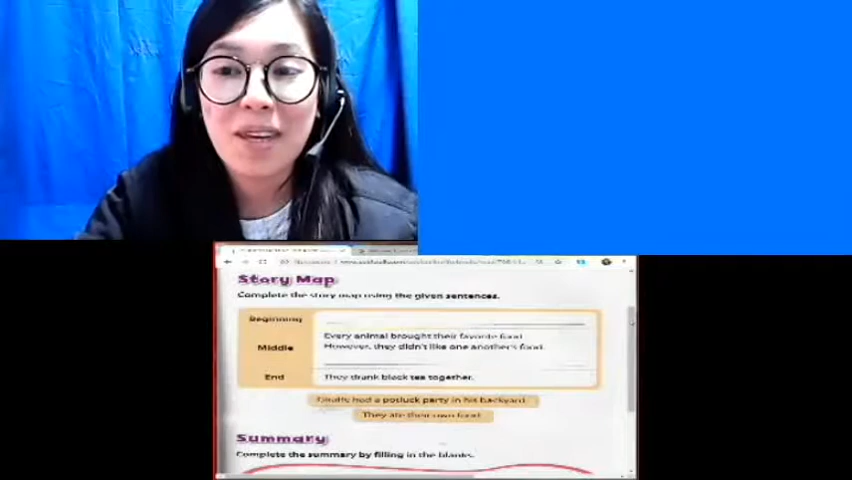 Story Map
Complete the story map using the given sentences.
Beginning
Middle
Every animal brought their favorite food.
However, they didn't like one another's food.
End
They drank black tea together.
had a potluck party in his backyard.
They ate their own food.
Summary
Complete the summary by filling in the blanks.